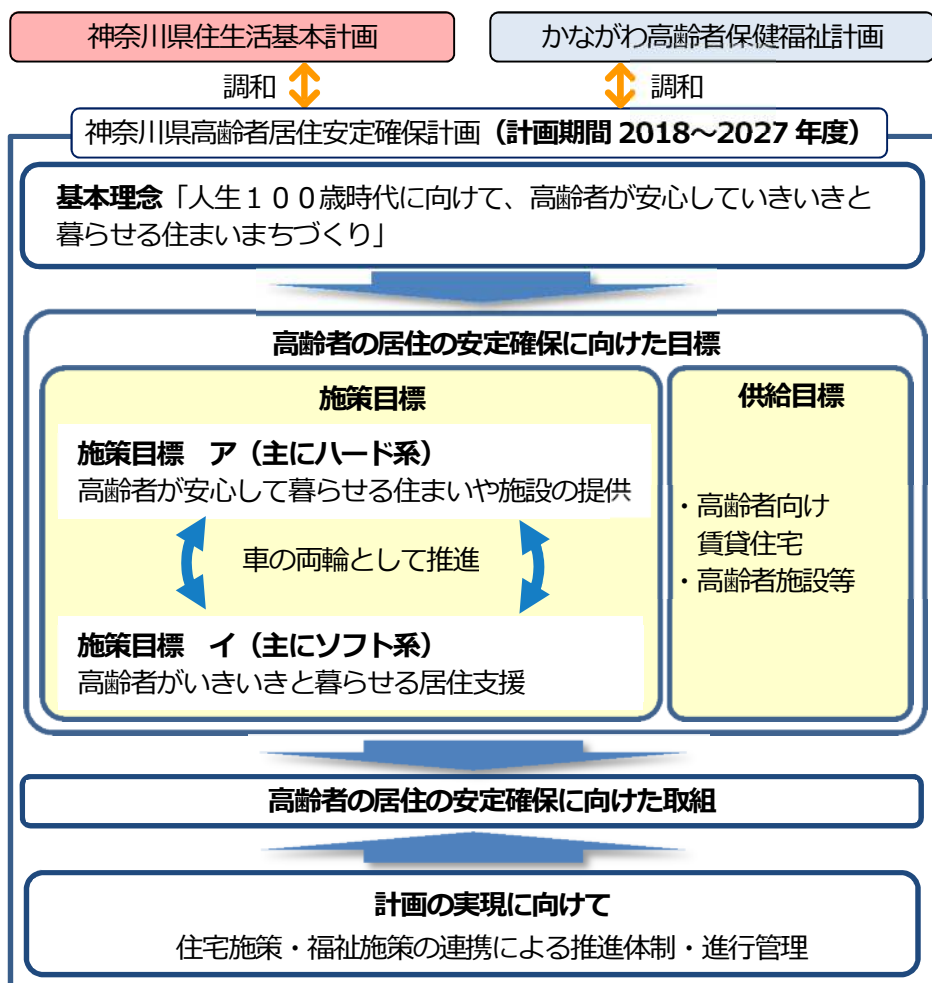 神奈川県住生活基本計画
かながわ高齢者保健福祉計画
調和
調和
神奈川県高齢者居住安定確保計画（計画期間 2018～2027 年度）
基本理念「人生１００歳時代に向けて、高齢者が安心していきいきと
暮らせる住まいまちづくり」
高齢者の居住の安定確保に向けた目標
施策目標
施策目標　ア（主にハード系）
高齢者が安心して暮らせる住まいや施設の提供
車の両輪として推進
施策目標　イ（主にソフト系）
高齢者がいきいきと暮らせる居住支援
供給目標
・高齢者向け
賃貸住宅
・高齢者施設等
高齢者の居住の安定確保に向けた取組
計画の実現に向けて
住宅施策・福祉施策の連携による推進体制・進行管理